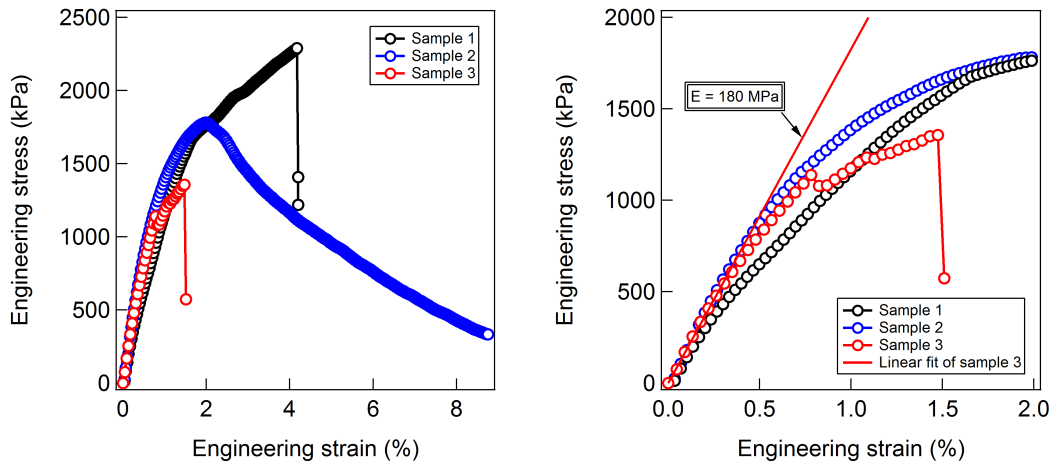 2500
2000
1500
1000
500
0
Engineering stress (kPa)
0
2
4
6
8
Engineering strain (%)
Sample 1
Sample 2
Sample 3
2000
1500
1000
500
0
Engineering stress (kPa)
0.0
0.5
1.0
1.5
2.0
Engineering strain (%)
E = 180 MPa
Sample 1
Sample 2
Sample 3
Linear fit of sample 3